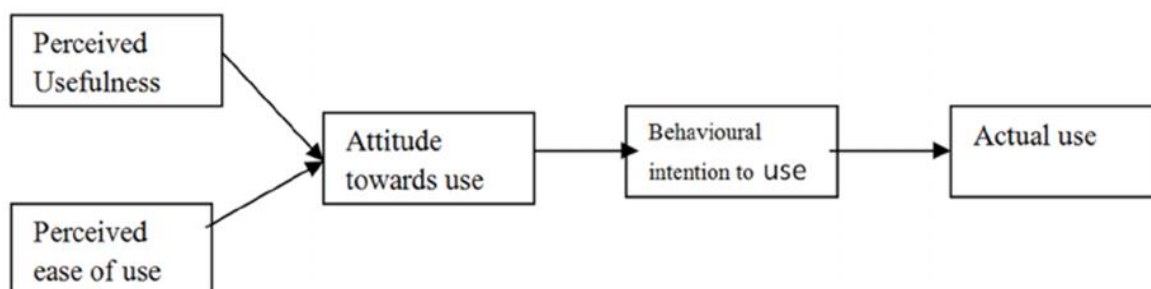 Perceived
Usefulness
Attitude
towards use
Behavioural
intention to use
Actual use
Perceived
ease of use